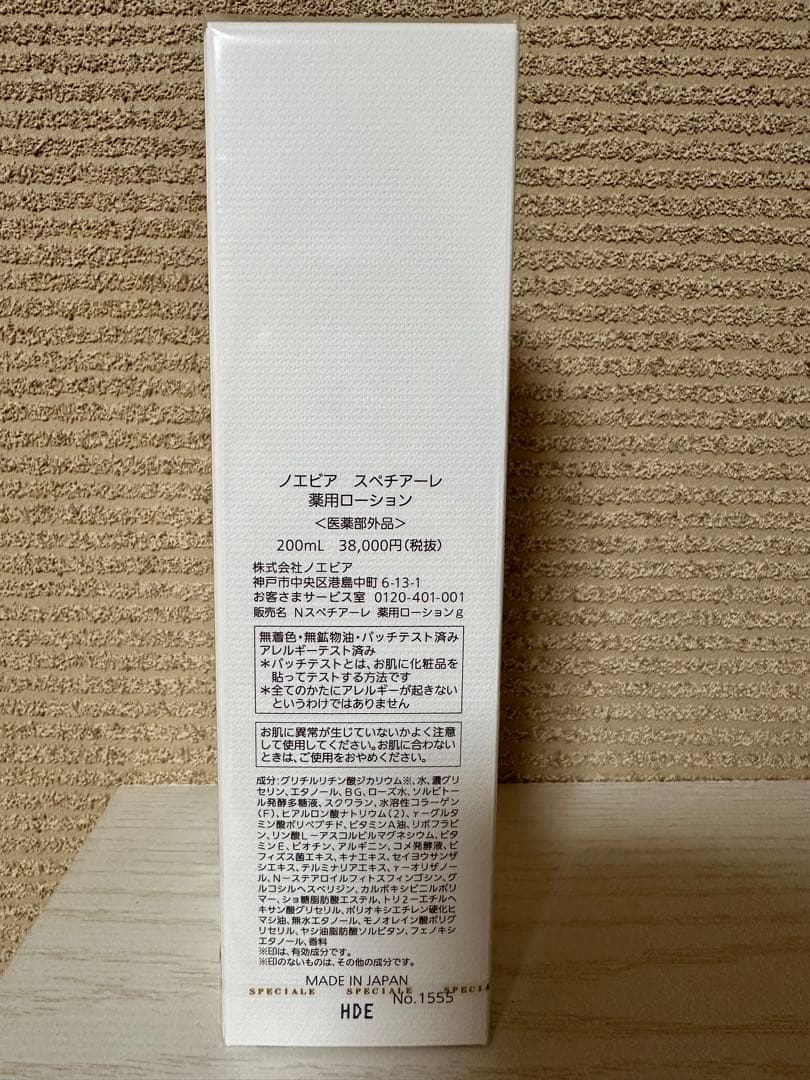 ノエビア　スペチアーレ
薬用ローション
＜医薬部外品＞
200mL　38,000円(税抜)
株式会社ノエビア
神戸市中央区港島中町6-13-1
お客さまサービス室　0120-401-001
販売名　Nスペチアーレ　薬用ローションg
無着色・無鉱物油・パッチテスト済み
アレルギーテスト済み
＊パッチテストとは、お肌に化粧品を
貼ってテストする方法です
＊全てのかたにアレルギーが起きない
というわけではありません
お肌に異常が生じていないかよく注意
して使用してください。お肌に合わない
ときは、ご使用をおやめください。
成分:グリチルリチン酸ジカリウム※、水、濃グリ
セリン、エタノール、BG、ローズ水、ソルビトー
ル発酵多糖液、スクワラン、水溶性コラーゲン
(F)、ヒアルロン酸ナトリウム(2)、γーグルタ
ミン酸ポリペプチド、ビタミンA油、リボフラビ
ン、リン酸L－アスコルビルマグネシウム、ビタ
ミンE、ビオチン、アルギニン、コメ発酵液、ビ
フィズス菌エキス、キナエキス、セイヨウサンザ
シエキス、テルミナリアエキス、γーオリザノー
ル、N－ステアロイルフィトスフィンゴシン、グ
ルコシルヘスペリジン、カルボキシビニルポリ
マー、ショ糖脂肪酸エステル、トリ2ーエチルヘ
キサン酸グリセリル、ポリオキシエチレン硬化ヒ
マシ油、無水エタノール、モノオレイン酸ポリグ
リセリル、ヤシ油脂肪酸ソルビタン、フェノキシ
エタノール、香料
※印は、有効成分です。
※印のないものは、その他の成分です。
MADE IN JAPAN
SPECIALE SPECIALE SPECIA
No.1555
HDE